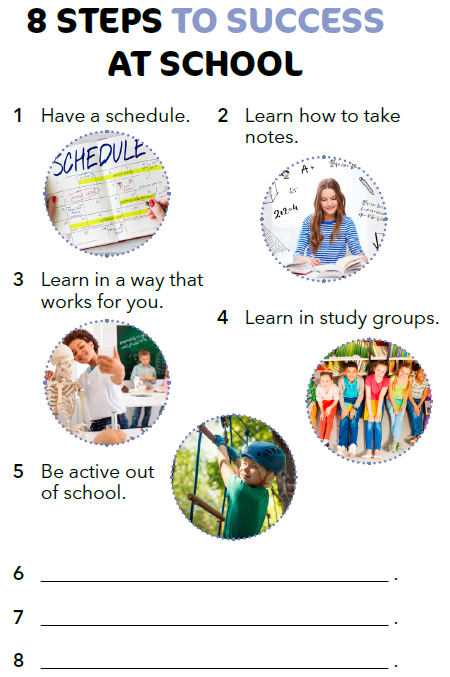 8 STEPS TO SUCCESS
AT SCHOOL
1 Have a schedule.
2 Learn how to take
notes.
SCHEDULE
A+
2x2=4
3 Learn in a way that
works for you.
4 Learn in study groups.
5 Be active out
of school.
6 ______________________________ .
7 ______________________________ .
8 ______________________________ .